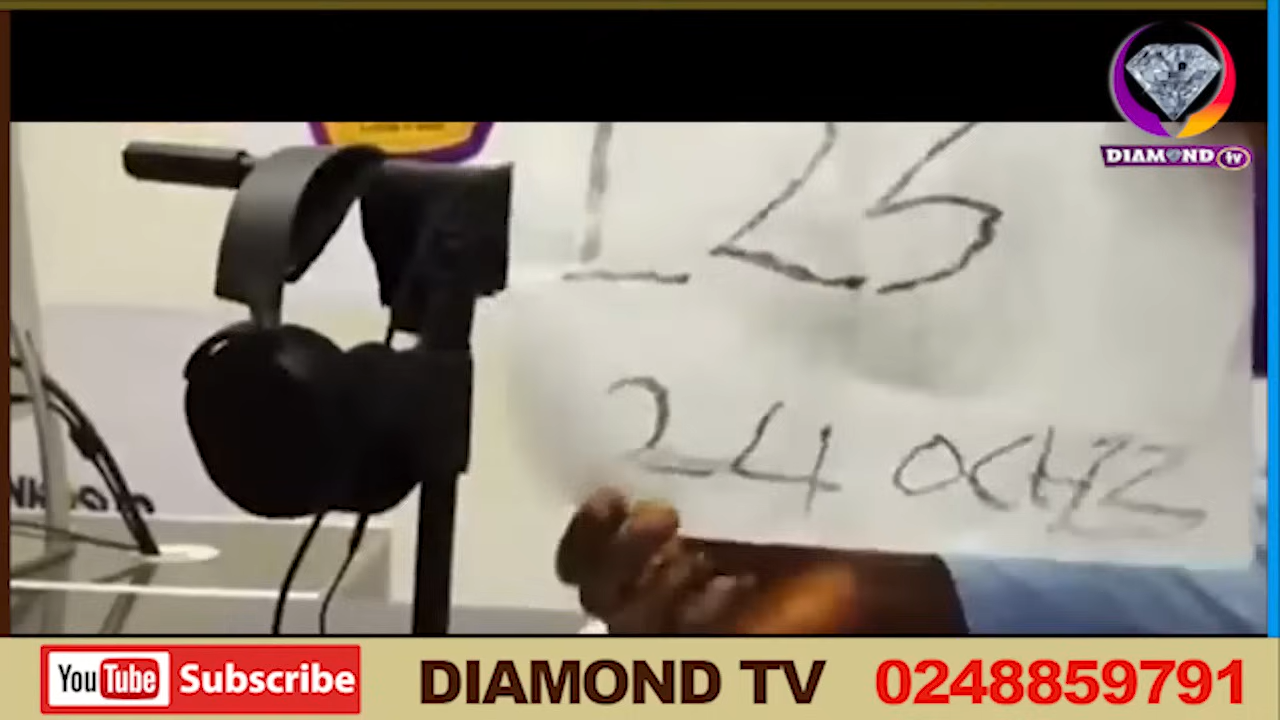 DIAMOND tv
125
24 OCHZ
YouTube Subscribe
DIAMOND TV
0248859791